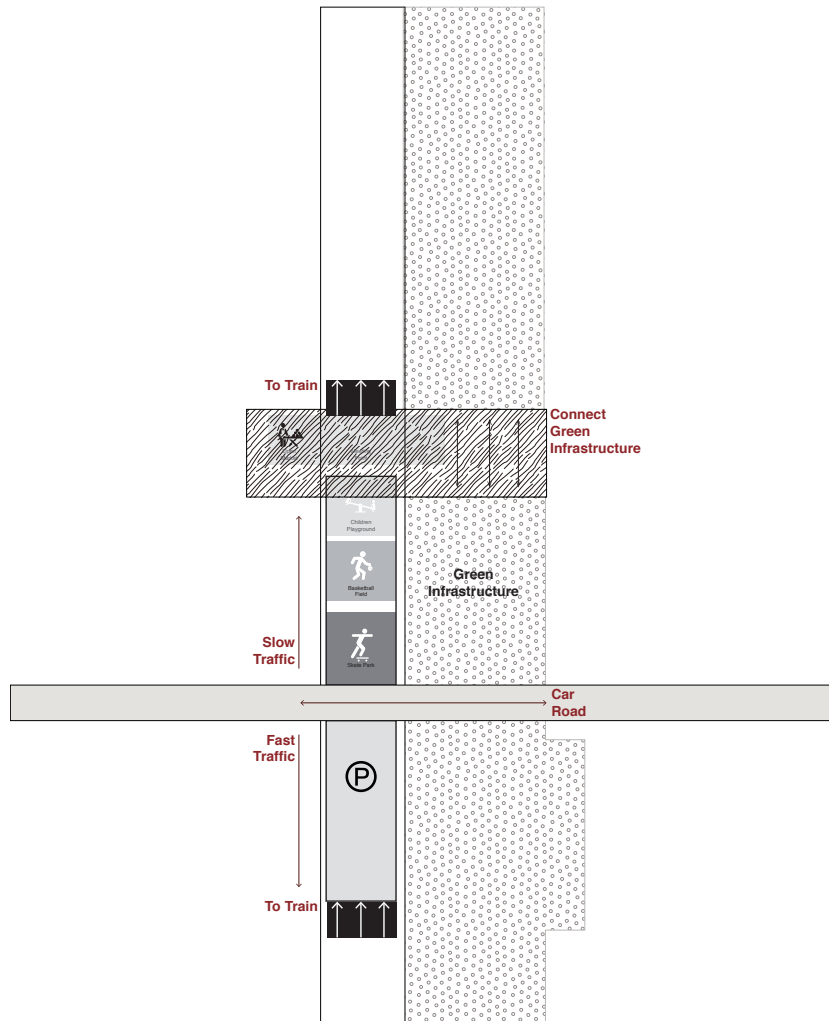 To Train
Connect
Green
Infrastructure
Children
Playground
Basketball
Field
Green
Infrastructure
Slow
Traffic
Skate Park
Car
Road
Fast
Traffic
P
To Train